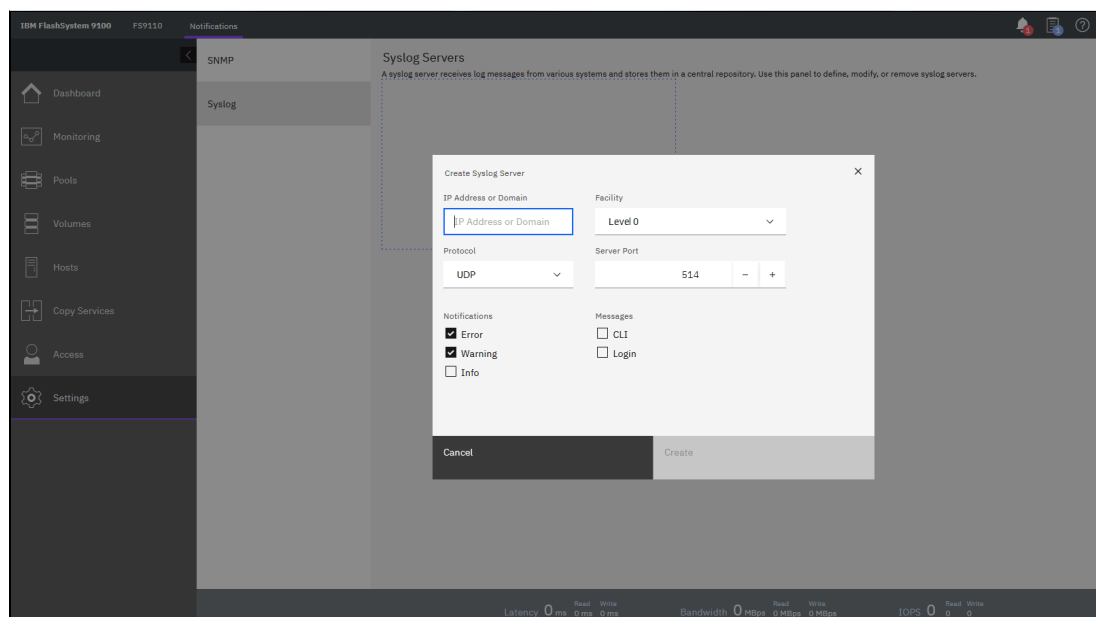 IBM FlashSystem 9100 FS9110 Notifications
1 1 ?
SNMP
Syslog
Dashboard
Monitoring
Pools
Volumes
Hosts
Copy Services
Access
Settings
Syslog Servers
A syslog server receives log messages from various systems and stores them in a central repository. Use this panel to define, modify, or remove syslog servers.
Create Syslog Server
IP Address or Domain Facility
IP Address or Domain Level 0
Protocol Server Port
UDP 514 − +
Notifications Messages
Error CLI
Warning Login
Info
Cancel Create
Read Write Read Write Read Write
Latency 0 ms 0 ms 0 ms Bandwidth 0 MBps 0 MBps 0 MBps IOPS 0 0 0